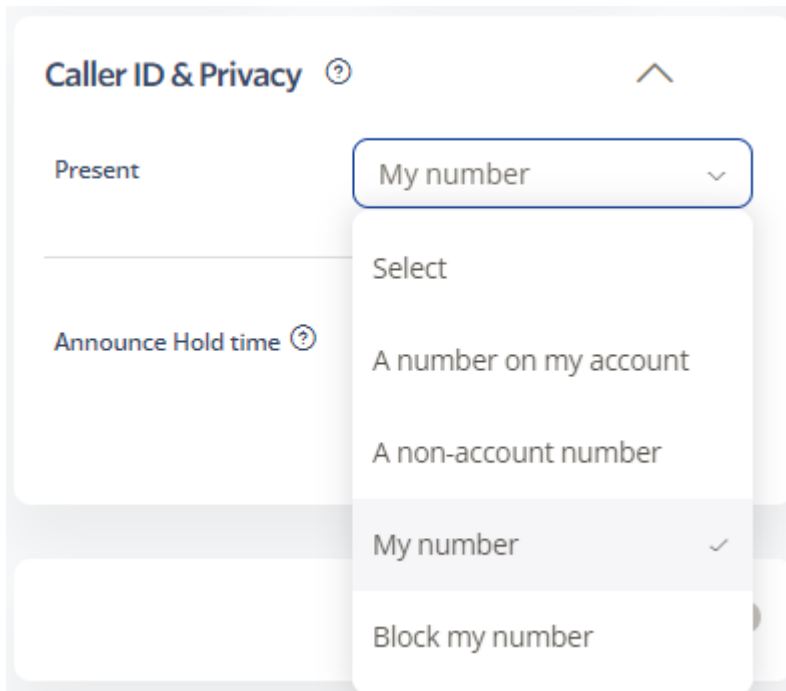 Caller ID & Privacy
Present
My number
Select
Announce Hold time
A number on my account
A non-account number
My number
Block my number